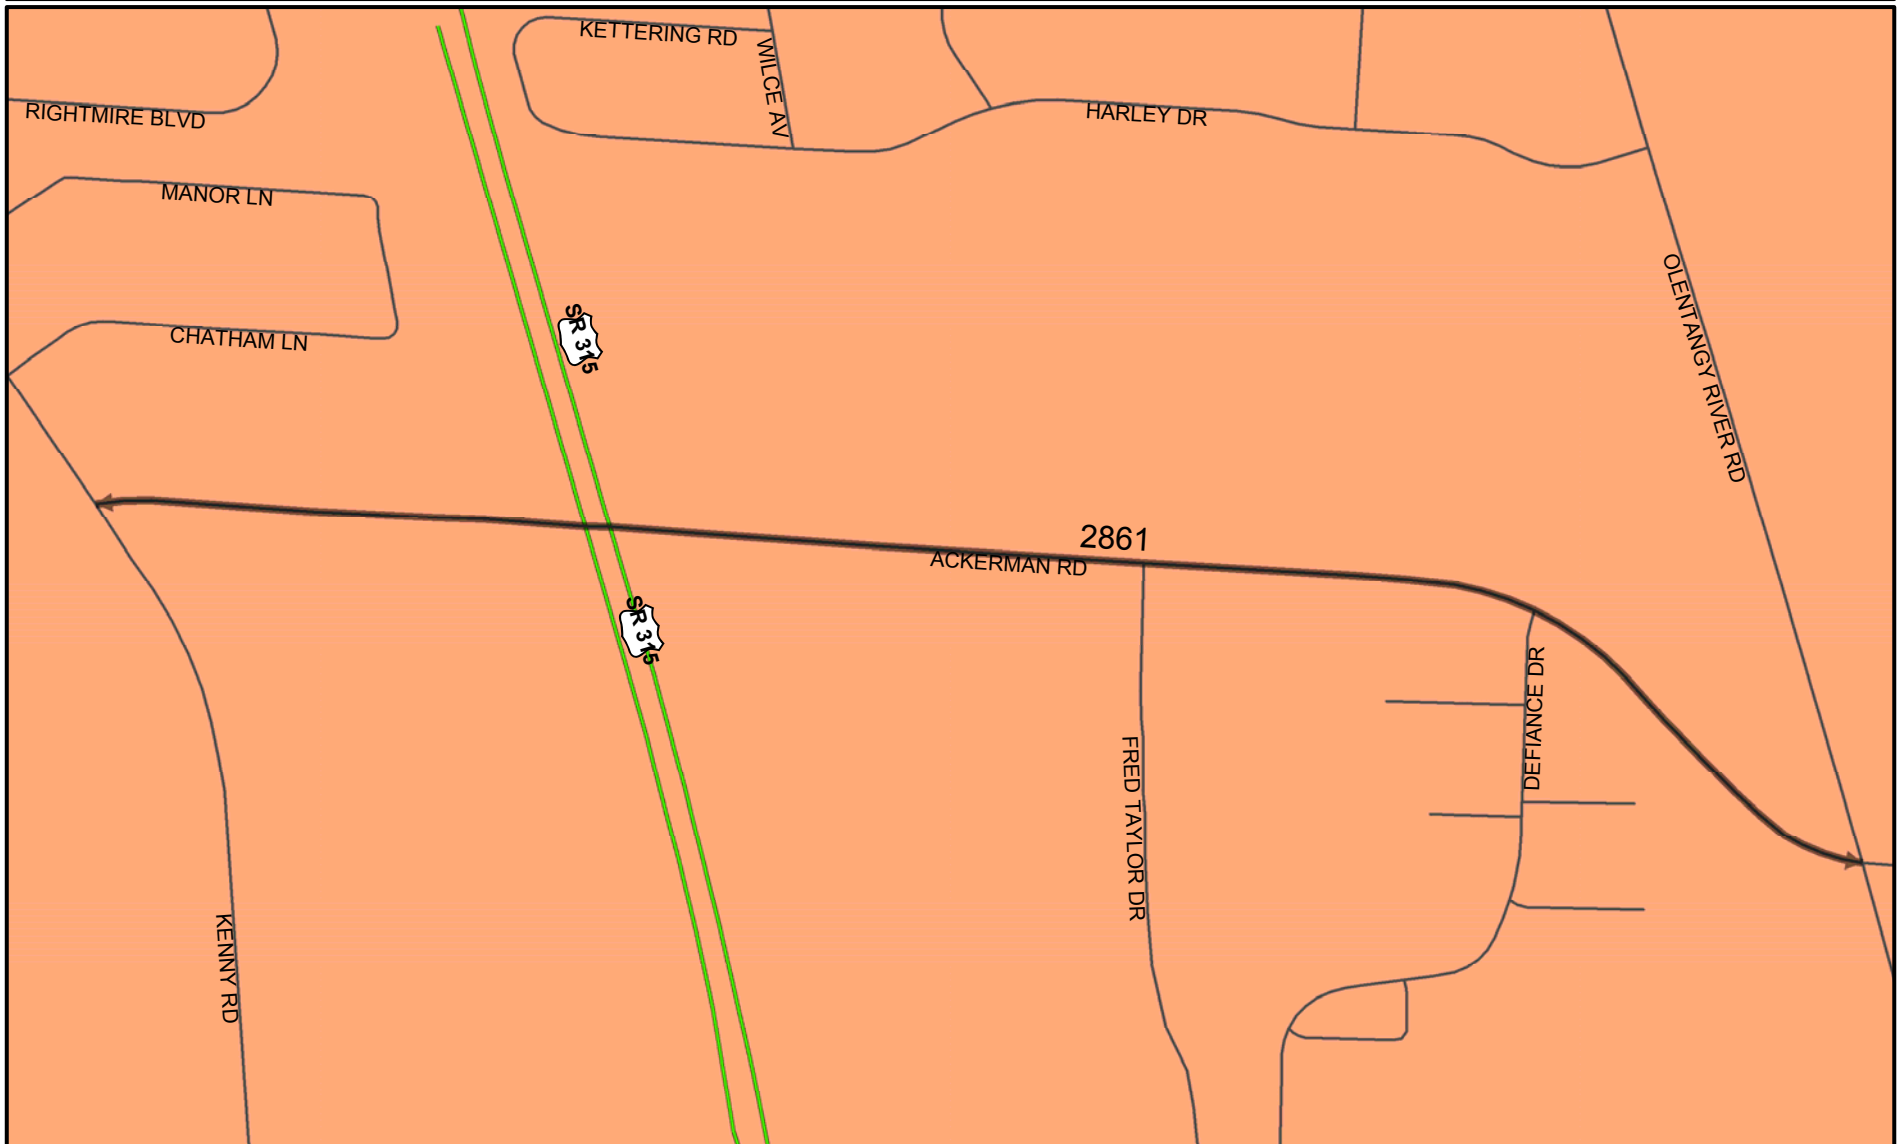 KETTERING RD
WILCE AV
RIGHTMIRE BLVD
HARLEY DR
MANOR LN
CHATHAM LN
SR 315
OLENTANGY RIVER RD
2861
ACKERMAN RD
SR 315
DEFIANCE DR
FRED TAYLOR DR
KENNY RD